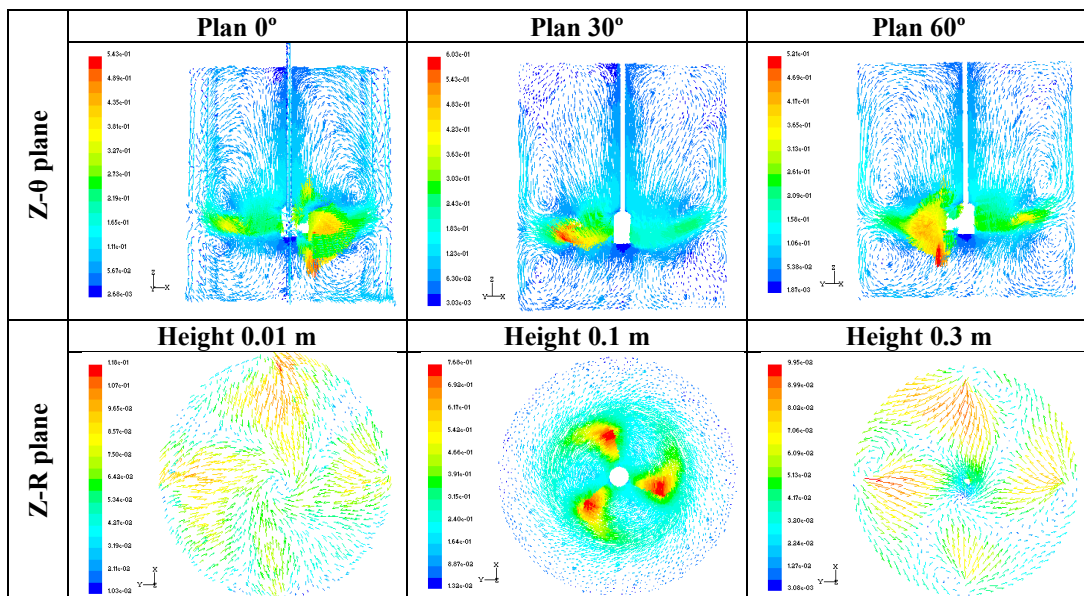 Plan 0º
Plan 30º
Plan 60º
Z-θ plane
5.43e-01
4.89e-01
4.35e-01
3.81e-01
3.27e-01
2.73e-01
2.19e-01
1.65e-01
1.11e-01
5.67e-02
2.68e-03
Z
Y X
6.03e-01
5.43e-01
4.83e-01
4.23e-01
3.63e-01
3.03e-01
2.43e-01
1.83e-01
1.23e-01
6.30e-02
3.03e-03
Z
Y X
5.21e-01
4.69e-01
4.17e-01
3.65e-01
3.13e-01
2.61e-01
2.09e-01
1.58e-01
1.06e-01
5.38e-02
1.87e-03
Z
Y X
Height 0.01 m
Height 0.1 m
Height 0.3 m
Z-R plane
1.18e-01
1.07e-01
9.65e-02
8.57e-02
7.50e-02
6.42e-02
5.34e-02
4.27e-02
3.19e-02
2.11e-02
1.03e-02
X
Y Z
7.68e-01
6.92e-01
6.17e-01
5.42e-01
4.66e-01
3.91e-01
3.15e-01
2.40e-01
1.64e-01
8.87e-02
1.32e-02
X
Y Z
9.95e-02
8.99e-02
8.02e-02
7.06e-02
6.09e-02
5.13e-02
4.17e-02
3.20e-02
2.24e-02
1.27e-02
3.08e-03
X
Y Z